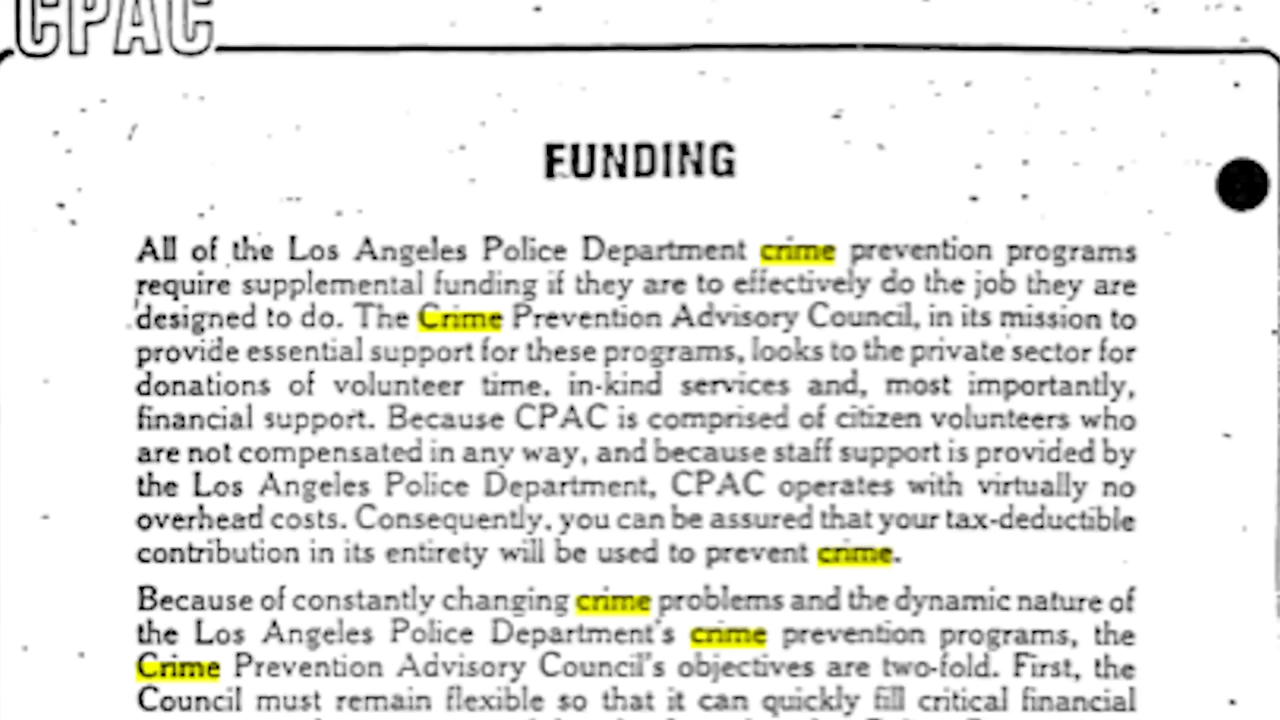 CPAC
FUNDING
All of the Los Angeles Police Department crime prevention programs
require supplemental funding if they are to effectively do the job they are
designed to do. The Crime Prevention Advisory Council, in its mission to
provide essential support for these programs, looks to the private sector for
donations of volunteer time, in-kind services and, most importantly,
financial support. Because CPAC is comprised of citizen volunteers who
are not compensated in any way, and because staff support is provided by
the Los Angeles Police Department, CPAC operates with virtually no
overhead costs. Consequently, you can be assured that your tax-deductible
contribution in its entirety will be used to prevent crime.
Because of constantly changing crime problems and the dynamic nature of
the Los Angeles Police Department's crime prevention programs, the
Crime Prevention Advisory Council's objectives are two-fold. First, the
Council must remain flexible so that it can quickly fill critical financial